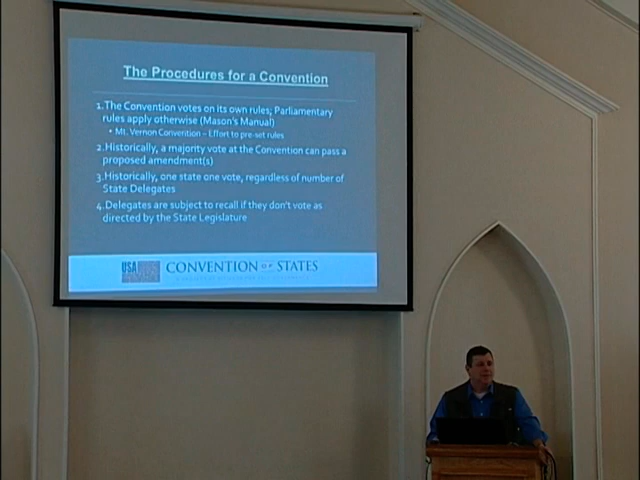 The Procedures for a Convention
1.The Convention votes on its own rules; Parliamentary
rules apply otherwise (Mason's Manual)
• Mt. Vernon Convention – Effort to pre-set rules
2.Historically, a majority vote at the Convention can pass a
proposed amendment(s)
3.Historically, one state one vote, regardless of number of
State Delegates
4.Delegates are subject to recall if they don't vote as
directed by the State Legislature
USA CONVENTION OF STATES